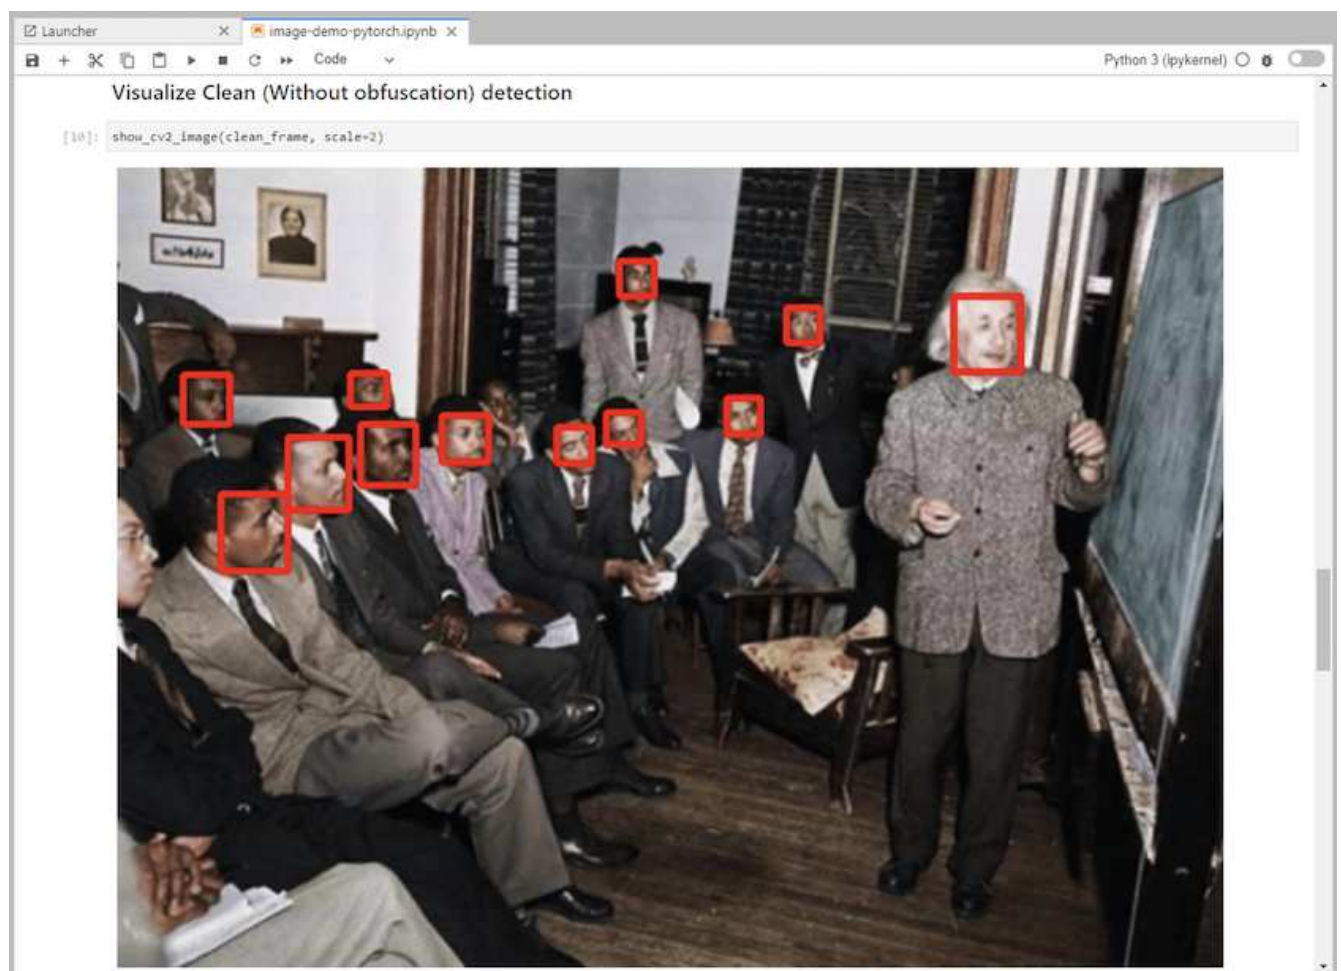 Launcher
image-demo-pytorch.ipynb
Code
Python 3 (ipykernel)
Visualize Clean (Without obfuscation) detection
[10]:
show_cv2_image(clean_frame, scale=2)